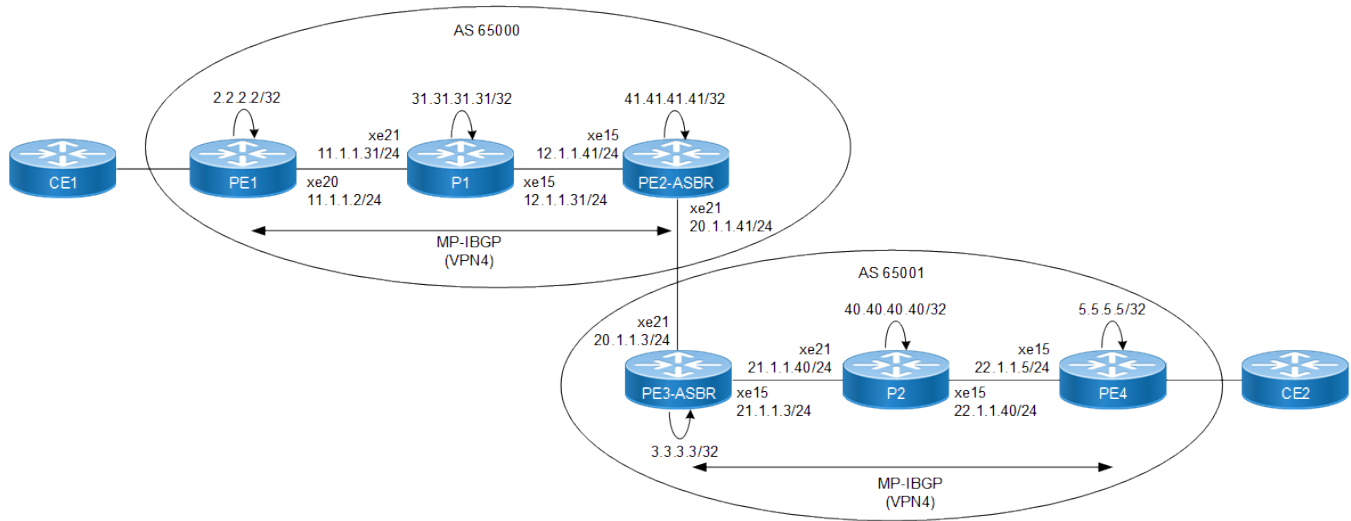 AS 65000
2.2.2.2/32
31.31.31.31/32
41.41.41.41/32
xe21
11.1.1.31/24
xe15
12.1.1.41/24
CE1
PE1
P1
PE2-ASBR
xe20
11.1.1.2/24
xe15
12.1.1.31/24
xe21
20.1.1.41/24
MP-IBGP
(VPN4)
AS 65001
40.40.40.40/32
5.5.5.5/32
xe21
20.1.1.3/24
xe21
21.1.1.40/24
xe15
22.1.1.5/24
PE3-ASBR
P2
PE4
CE2
xe15
21.1.1.3/24
xe15
22.1.1.40/24
3.3.3.3/32
MP-IBGP
(VPN4)